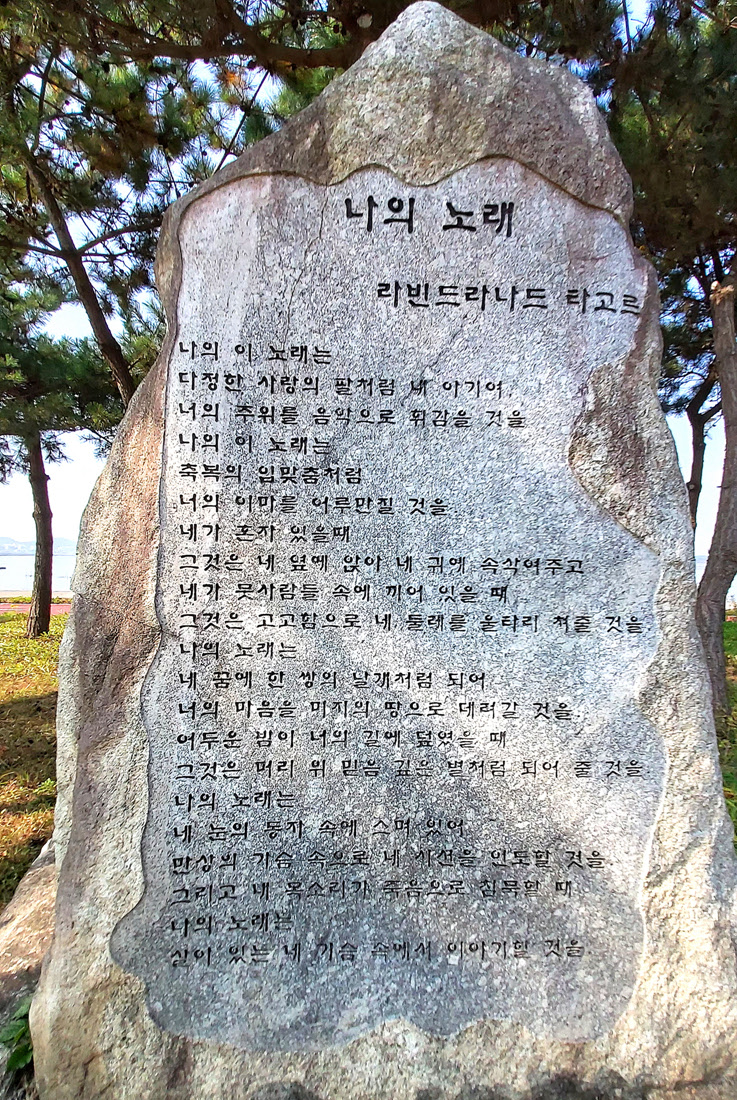 나의 노래
라빈드라나드 타고르
나의 이 노래는
다정한 사랑의 팔처럼 내 아기여,
너의 주위를 음악으로 휘감을 것을
나의 이 노래는
축복의 입맞춤처럼
너의 이마를 어루만질 것을
네가 혼자 있을때
그것은 네 옆에 앉아 네 귀에 속삭여주고
네가 뭇사람들 속에 끼어 있을 때
그것은 고고함으로 네 둘레를 울타리 쳐줄 것을
나의 노래는
네 꿈에 한 쌍의 날개처럼 되어
너의 마음을 미지의 땅으로 데려갈 것을.
어두운 밤이 너의 길에 덮였을 때
그것은 머리 위 믿음 깊은 별처럼 되어 줄 것을.
나의 노래는
네 눈의 동자 속에 스며 있어
만상의 가슴 속으로 네 시선을 인도할 것을
그리고 내 목소리가 죽음으로 침묵할 때
나의 노래는
살아 있는 네 가슴 속에서 이야기할 것을.